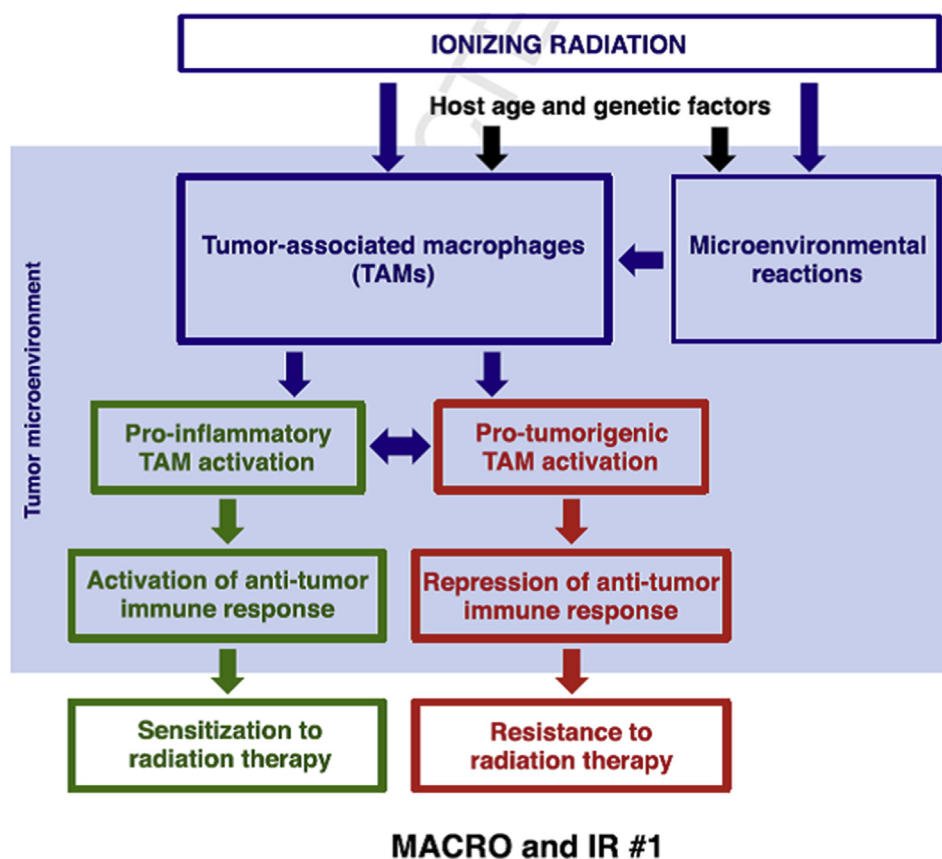 IONIZING RADIATION
Host age and genetic factors
Tumor-associated macrophages
(TAMs)
Microenvironmental
reactions
Tumor microenvironment
Pro-inflammatory
TAM activation
Pro-tumorigenic
TAM activation
Activation of anti-tumor
immune response
Repression of anti-tumor
immune response
Sensitization to
radiation therapy
Resistance to
radiation therapy
MACRO and IR #1